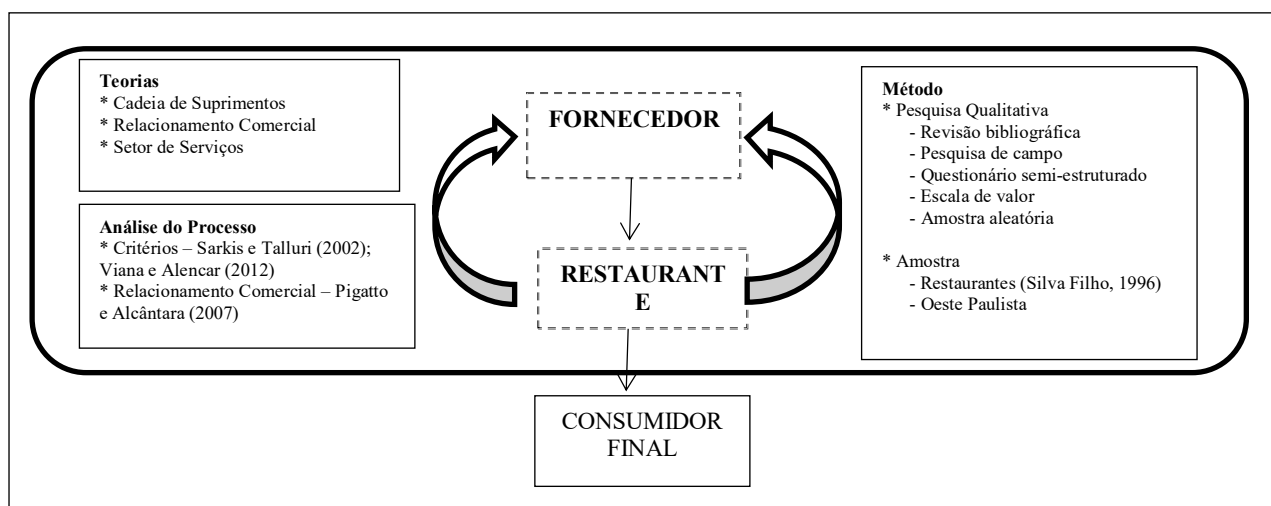 Teorias
* Cadeia de Suprimentos
* Relacionamento Comercial
* Setor de Serviços
Análise do Processo
* Critérios – Sarkis e Talluri (2002);
Viana e Alencar (2012)
* Relacionamento Comercial – Pigatto
e Alcântara (2007)
FORNECEDOR
RESTAURANT
E
CONSUMIDOR
FINAL
Método
* Pesquisa Qualitativa
- Revisão bibliográfica
- Pesquisa de campo
- Questionário semi-estruturado
- Escala de valor
- Amostra aleatória
* Amostra
- Restaurantes (Silva Filho, 1996)
- Oeste Paulista